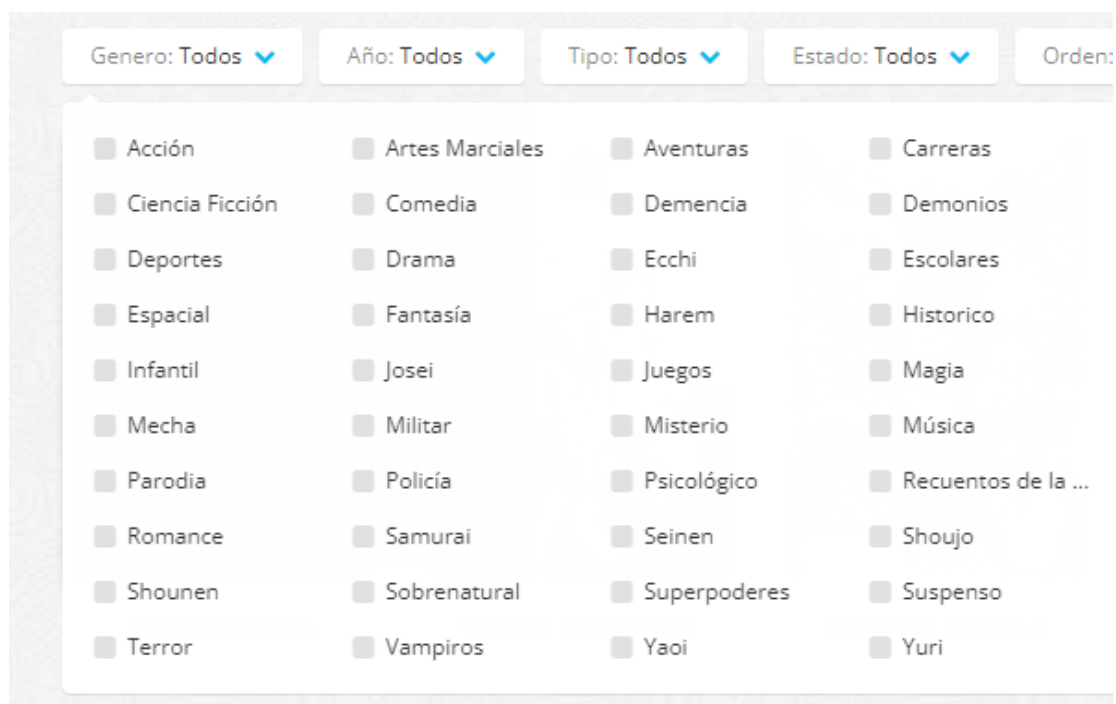 Genero: Todos Año: Todos Tipo: Todos Estado: Todos Orden:
Acción Artes Marciales Aventuras Carreras
Ciencia Ficción Comedia Demencia Demonios
Deportes Drama Ecchi Escolares
Espacial Fantasía Harem Historico
Infantil Josei Juegos Magia
Mecha Militar Misterio Música
Parodia Policía Psicológico Recuentos de la ...
Romance Samurai Seinen Shoujo
Shounen Sobrenatural Superpoderes Suspenso
Terror Vampiros Yaoi Yuri